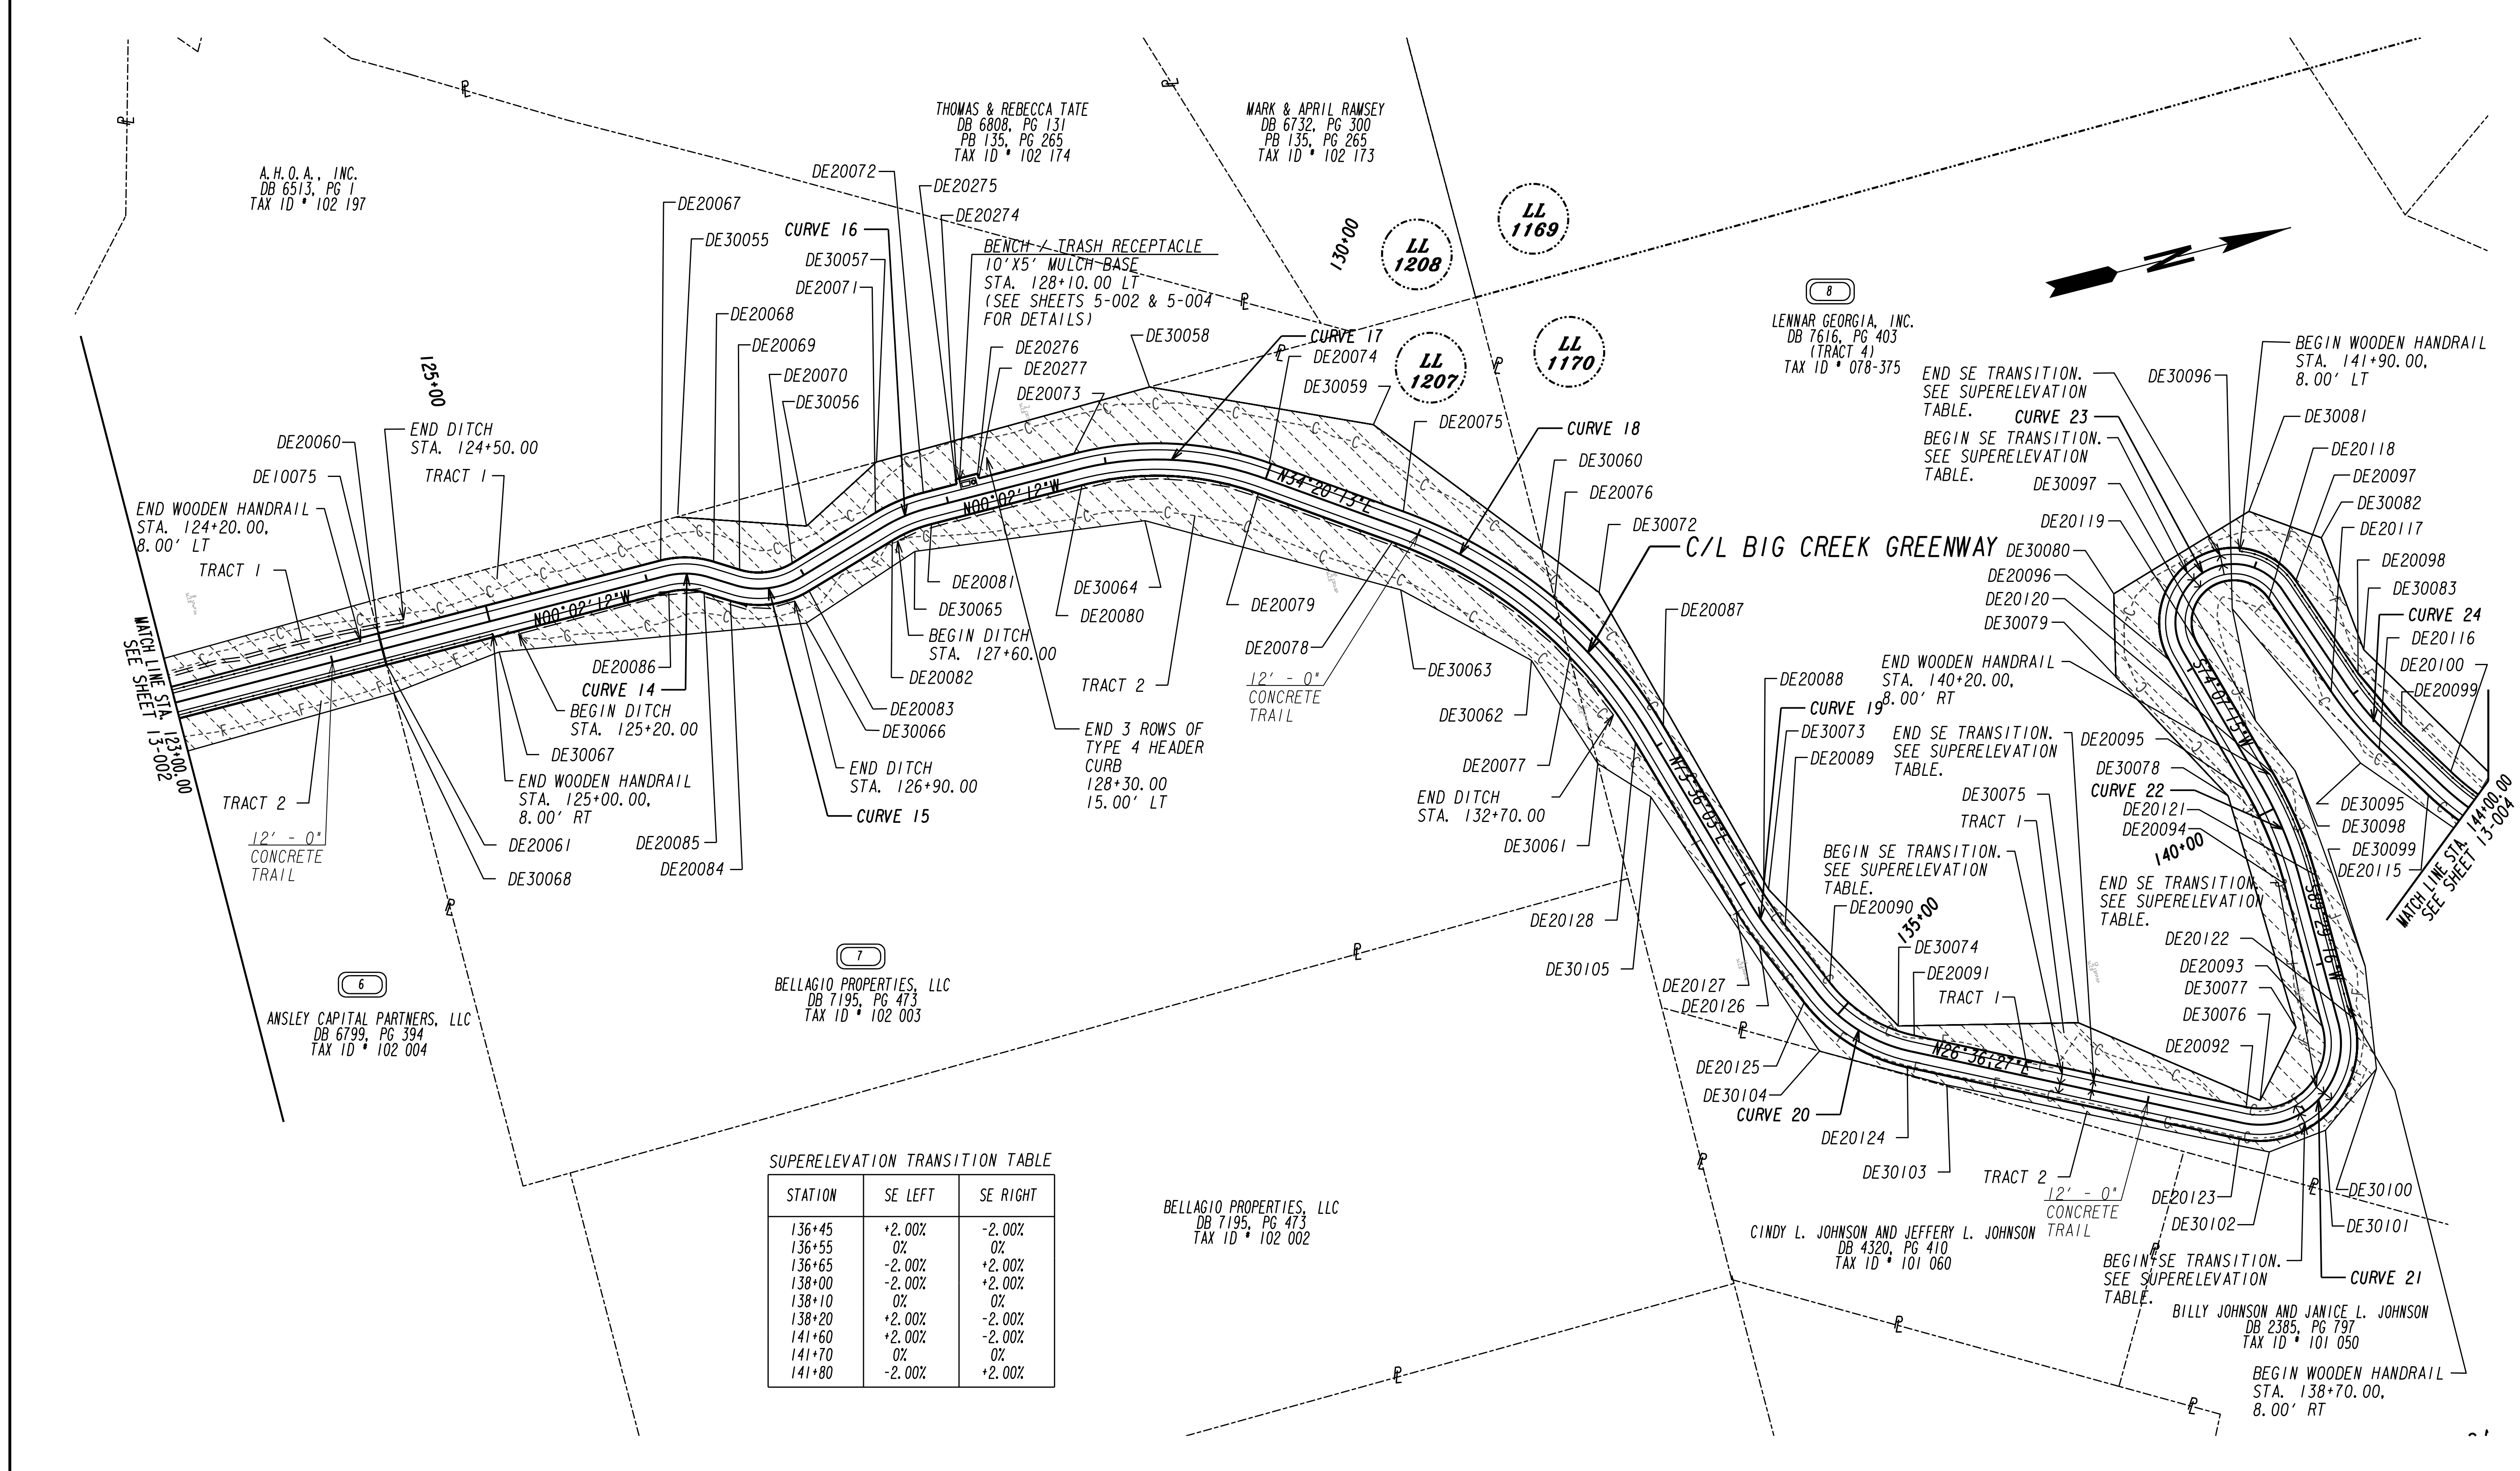 THOMAS & REBECCA TATE
DB 6808, PG 131
PB 135, PG 265
TAX ID # 102 174
MARK & APRIL RAMSEY
DB 6732, PG 300
PB 135, PG 265
TAX ID # 102 173
A.H.O.A., INC.
DB 6513, PG 1
TAX ID # 102 197
DE20072
DE20275
DE20274
DE20067
DE30055
CURVE 16
DE30057
DE20071
DE20068
DE20069
DE20070
DE30056
BENCH / TRASH RECEPTACLE
10'X5' MULCH BASE
STA. 128+10.00 LT
(SEE SHEETS 5-002 & 5-004
FOR DETAILS)
DE20276
DE20277
DE20073
DE30058
CURVE 17
DE20074
DE30059
DE20075
130+00
LL
1208
LL
1169
LL
1207
LL
1170
N
8
LENNAR GEORGIA, INC.
DB 7616, PG 403
(TRACT 4)
TAX ID # 078-375
BEGIN WOODEN HANDRAIL
STA. 141+90.00,
8.00' LT
END SE TRANSITION.
SEE SUPERELEVATION
TABLE.
CURVE 23
BEGIN SE TRANSITION.
SEE SUPERELEVATION
TABLE.
DE30096
DE30081
DE20118
DE20097
DE30082
DE20117
DE20098
DE30083
CURVE 24
DE20116
DE20100
DE20099
DE30097
DE20119
DE30080
DE20096
DE20120
DE30079
125+00
END DITCH
STA. 124+50.00
TRACT 1
DE20060
DE10075
END WOODEN HANDRAIL
STA. 124+20.00,
8.00' LT
TRACT 1
MATCH LINE STA. 123+00.00
SEE SHEET 13-002
N00°02'12"W
N00°02'12"W
N34°20'13"E
CURVE 18
DE30060
DE20076
DE30072
C/L BIG CREEK GREENWAY
DE20087
DE20088
CURVE 19
DE30073
DE20089
N73°36'03"E
END WOODEN HANDRAIL
STA. 140+20.00,
8.00' RT
END SE TRANSITION.
SEE SUPERELEVATION
TABLE.
DE20095
DE30078
CURVE 22
DE20121
DE20094
140+00
S74°07'15"W
DE30095
DE30098
DE30099
DE20115
MATCH LINE STA. 144+00.00
SEE SHEET 13-004
DE30075
TRACT 1
BEGIN SE TRANSITION.
SEE SUPERELEVATION
TABLE.
DE20090
135+00
DE30074
DE20091
TRACT 1
END SE TRANSITION.
SEE SUPERELEVATION
TABLE.
S89°29'16"W
DE20122
DE20093
DE30077
DE30076
DE20092
N26°36'27"E
DE20086
CURVE 14
BEGIN DITCH
STA. 125+20.00
DE30067
END WOODEN HANDRAIL
STA. 125+00.00,
8.00' RT
TRACT 2
12' - 0"
CONCRETE
TRAIL
DE20061
DE30068
DE20085
DE20084
DE20081
DE30065
BEGIN DITCH
STA. 127+60.00
DE20082
DE20083
DE30066
END DITCH
STA. 126+90.00
CURVE 15
DE30064
DE20080
TRACT 2
END 3 ROWS OF
TYPE 4 HEADER
CURB
128+30.00
15.00' LT
DE20079
DE20078
12' - 0"
CONCRETE
TRAIL
DE30063
DE30062
DE20077
END DITCH
STA. 132+70.00
DE30061
DE20128
DE30105
DE20127
DE20126
DE20125
DE30104
CURVE 20
DE20124
DE30103
TRACT 2
12' - 0"
CONCRETE
TRAIL
DE20123
DE30102
DE30100
DE30101
BEGIN SE TRANSITION.
SEE SUPERELEVATION
TABLE.
CURVE 21
6
ANSLEY CAPITAL PARTNERS, LLC
DB 6799, PG 394
TAX ID # 102 004
7
BELLAGIO PROPERTIES, LLC
DB 7195, PG 473
TAX ID # 102 003
BELLAGIO PROPERTIES, LLC
DB 7195, PG 473
TAX ID # 102 002
CINDY L. JOHNSON AND JEFFERY L. JOHNSON
DB 4320, PG 410
TAX ID # 101 060
BILLY JOHNSON AND JANICE L. JOHNSON
DB 2385, PG 797
TAX ID # 101 050
BEGIN WOODEN HANDRAIL
STA. 138+70.00,
8.00' RT
SUPERELEVATION TRANSITION TABLE
STATION SE LEFT SE RIGHT
136+45 +2.00% -2.00%
136+55 0% 0%
136+65 -2.00% +2.00%
138+00 -2.00% +2.00%
138+10 0% 0%
138+20 +2.00% -2.00%
141+60 +2.00% -2.00%
141+70 0% 0%
141+80 -2.00% +2.00%